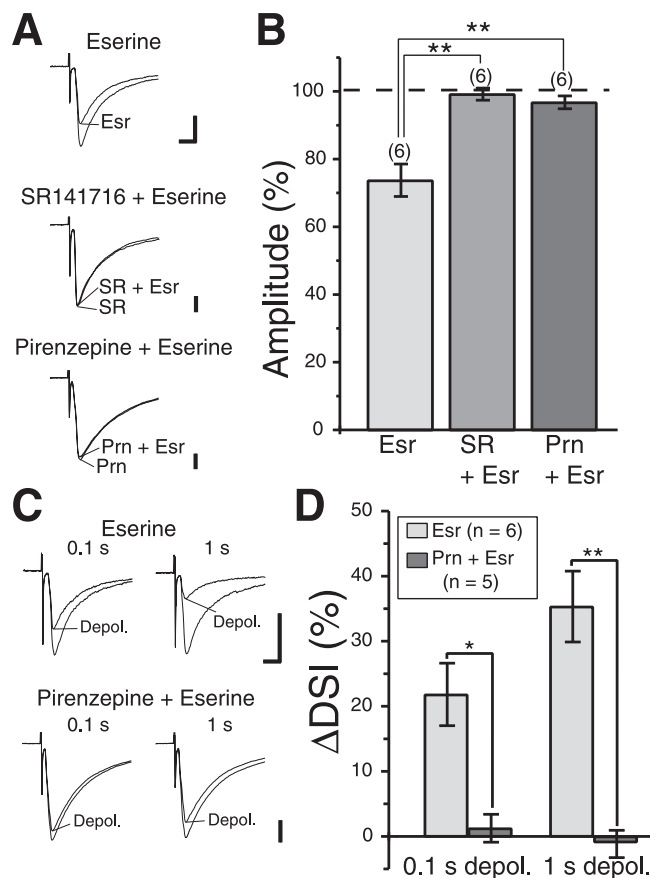 A
Eserine
Esr
SR141716 + Eserine
SR + Esr
SR
Pirenzepine + Eserine
Prn + Esr
Prn
B
**
**
(6)
(6)
(6)
Amplitude (%)
100
80
60
40
20
0
Esr
SR
+ Esr
Prn
+ Esr
C
Eserine
0.1 s
1 s
Depol.
Depol.
Pirenzepine + Eserine
0.1 s
1 s
Depol.
Depol.
D
ΔDSI (%)
50
40
30
20
10
0
Esr (n = 6)
Prn + Esr
(n = 5)
*
**
0.1 s depol.
1 s depol.